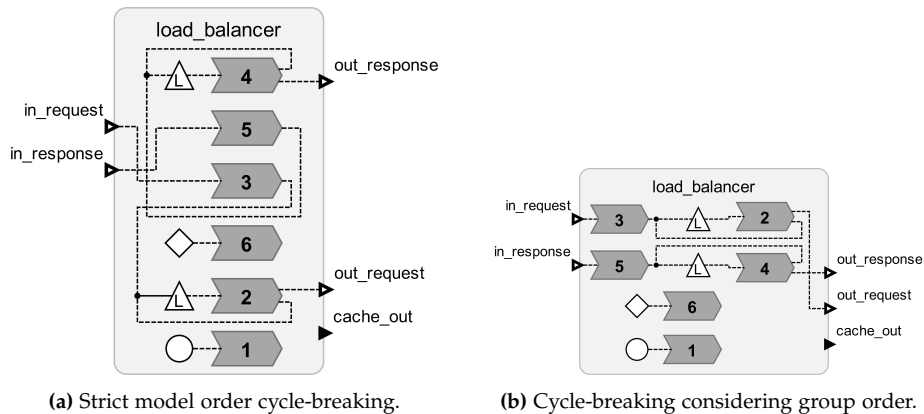 load_balancer
L
4
out_response
in_request
5
in_response
3
6
out_request
L
2
cache_out
1
(a) Strict model order cycle-breaking.
load_balancer
in_request
3
L
2
in_response
5
L
4
out_response
6
out_request
cache_out
1
(b) Cycle-breaking considering group order.